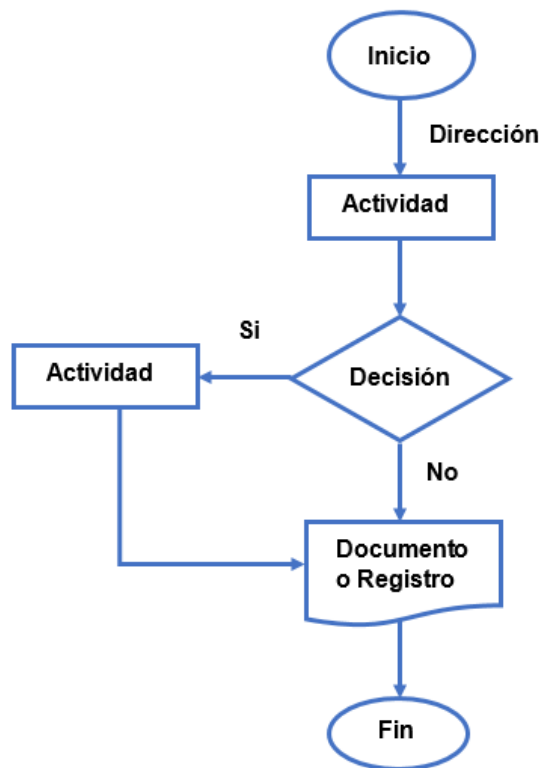 Inicio
Dirección
Actividad
Si
Actividad
Decisión
No
Documento
o Registro
Fin